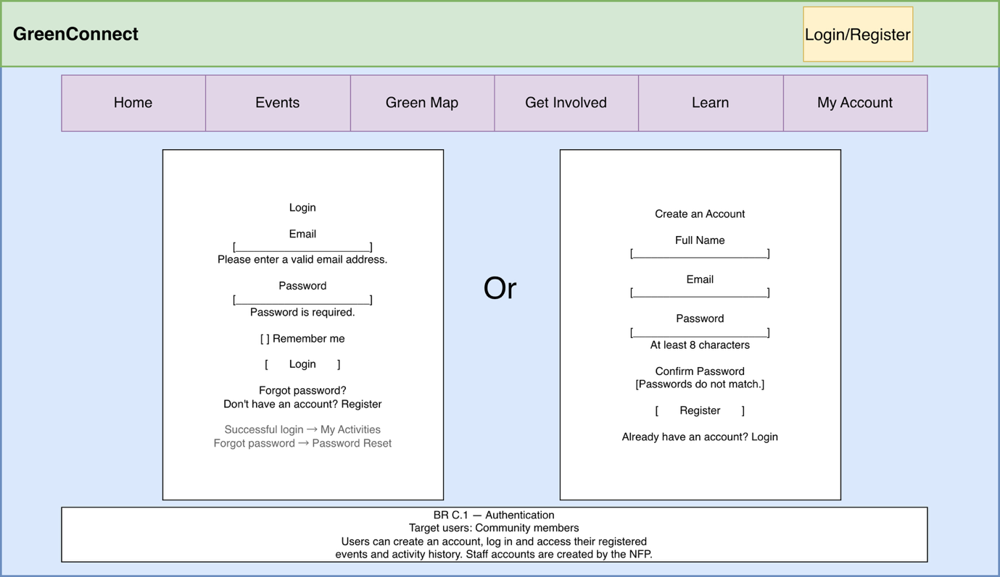 GreenConnect
Login/Register
Home
Events
Green Map
Get Involved
Learn
My Account
Login
Email
[______________________]
Please enter a valid email address.
Password
[______________________]
Password is required.
[ ] Remember me
[ Login ]
Forgot password?
Don't have an account? Register
Successful login → My Activities
Forgot password → Password Reset
Or
Create an Account
Full Name
[______________________]
Email
[______________________]
Password
[______________________]
At least 8 characters
Confirm Password
[Passwords do not match.]
[ Register ]
Already have an account? Login
BR C.1 — Authentication
Target users: Community members
Users can create an account, log in and access their registered
events and activity history. Staff accounts are created by the NFP.